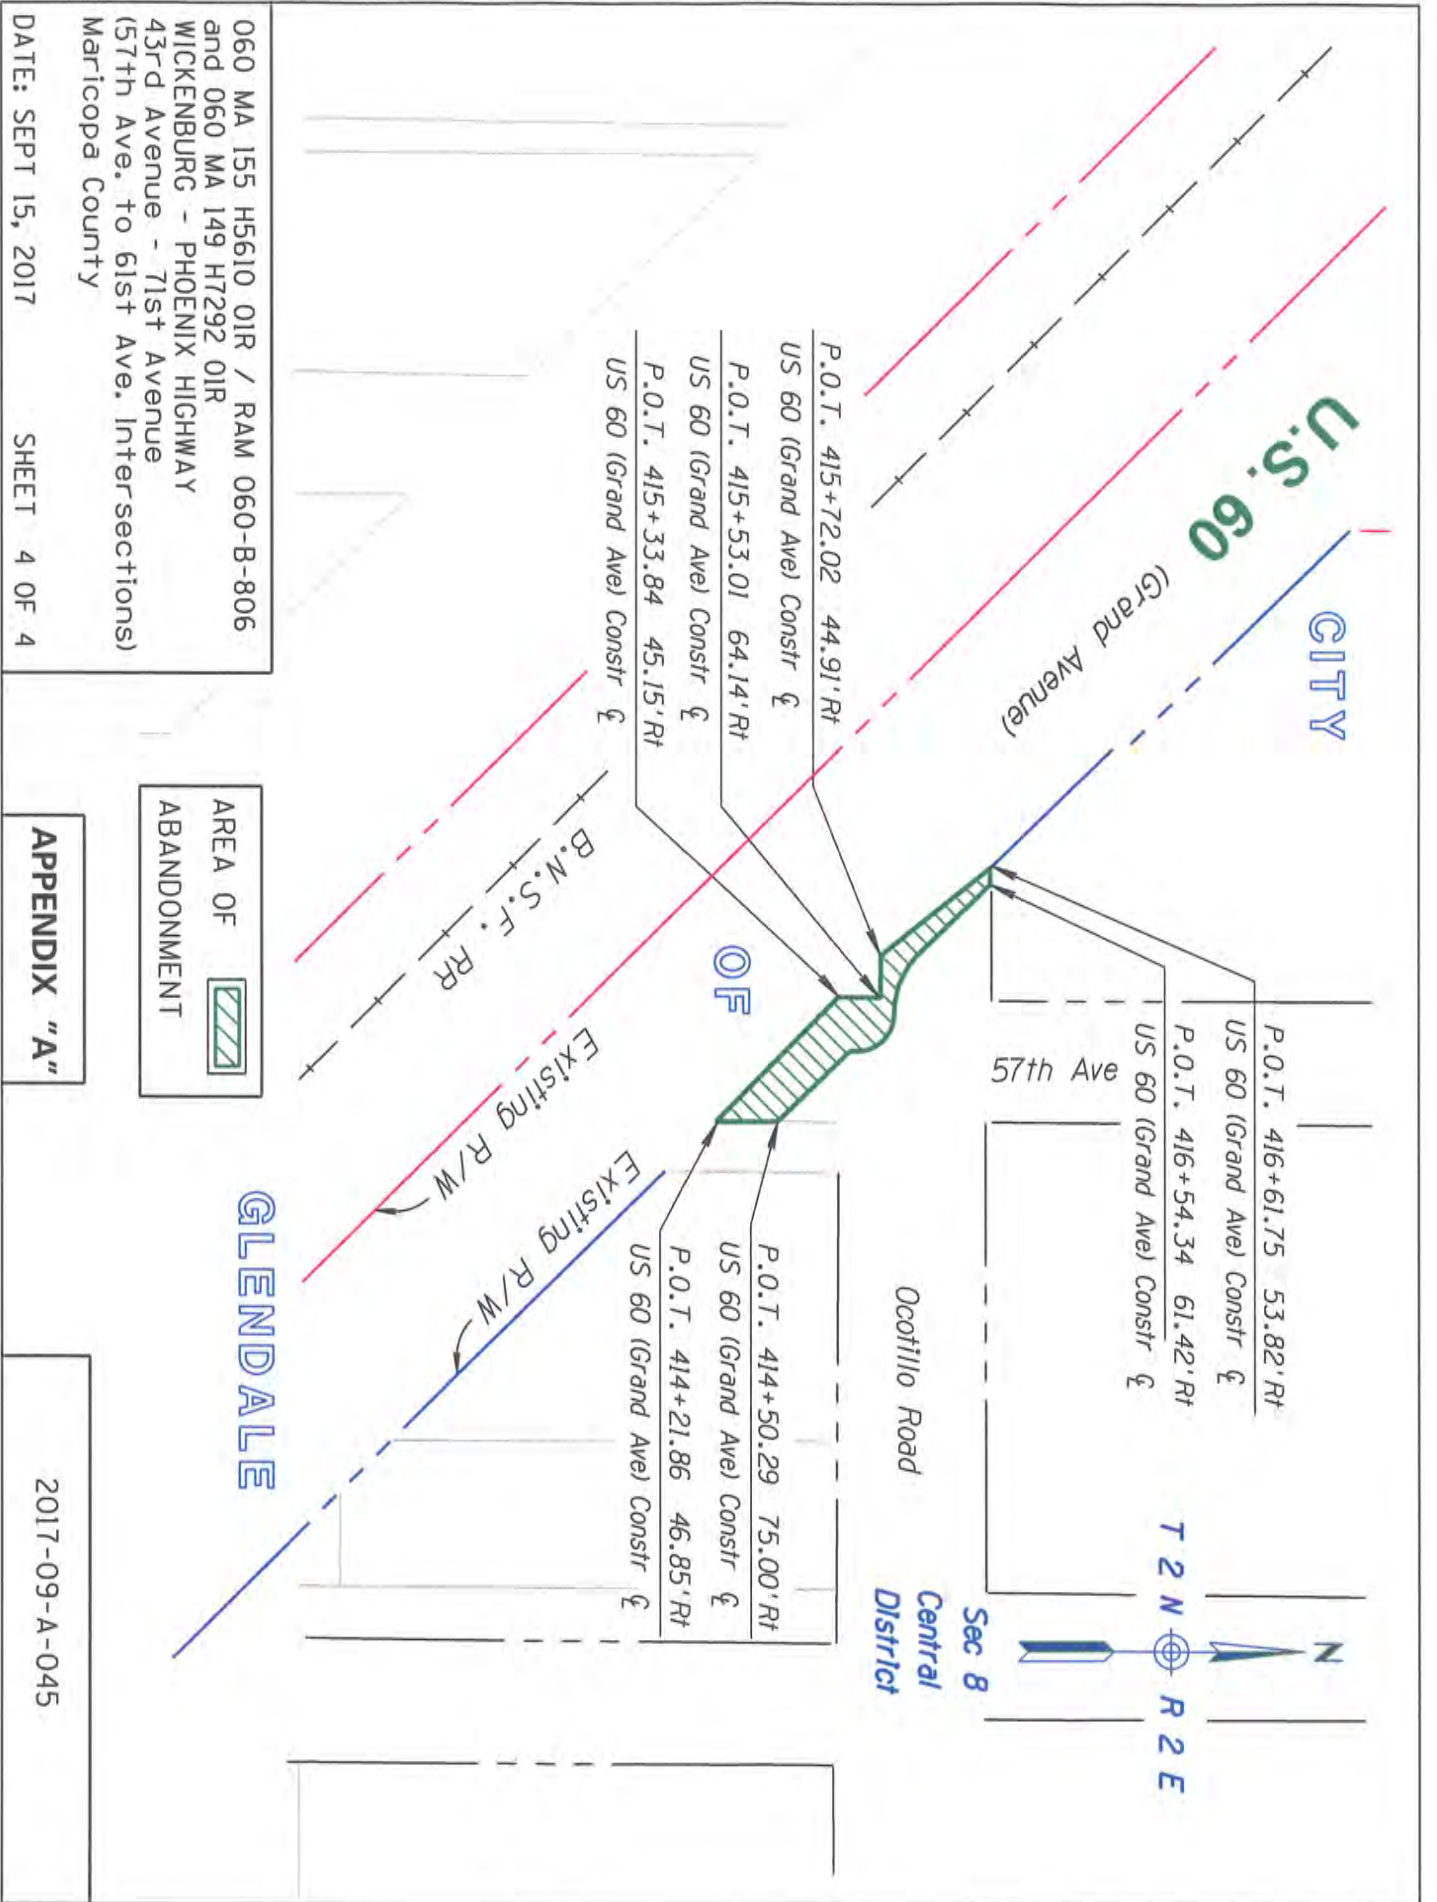 P.O.T. 416+61.75 53.82'Rt
US 60 (Grand Ave) Constr ℄
P.O.T. 416+54.34 61.42'Rt
US 60 (Grand Ave) Constr ℄
57th Ave
CITY
U.S. 60
(Grand Avenue)
T 2 N R 2 E
N
Sec 8
Central
District
Ocotillo Road
P.O.T. 415+72.02 44.91'Rt
US 60 (Grand Ave) Constr ℄
P.O.T. 415+53.01 64.14'Rt
US 60 (Grand Ave) Constr ℄
P.O.T. 415+33.84 45.15'Rt
US 60 (Grand Ave) Constr ℄
OF
P.O.T. 414+50.29 75.00'Rt
US 60 (Grand Ave) Constr ℄
P.O.T. 414+21.86 46.85'Rt
US 60 (Grand Ave) Constr ℄
B.N.S.F. RR
Existing R/W
Existing R/W
GLENDALE
AREA OF
ABANDONMENT
060 MA 155 H5610 01R / RAM 060-B-806
and 060 MA 149 H7292 01R
WICKENBURG - PHOENIX HIGHWAY
43rd Avenue - 71st Avenue
(57th Ave. to 61st Ave. Intersections)
Maricopa County
DATE: SEPT 15, 2017 SHEET 4 OF 4
APPENDIX "A"
2017-09-A-045